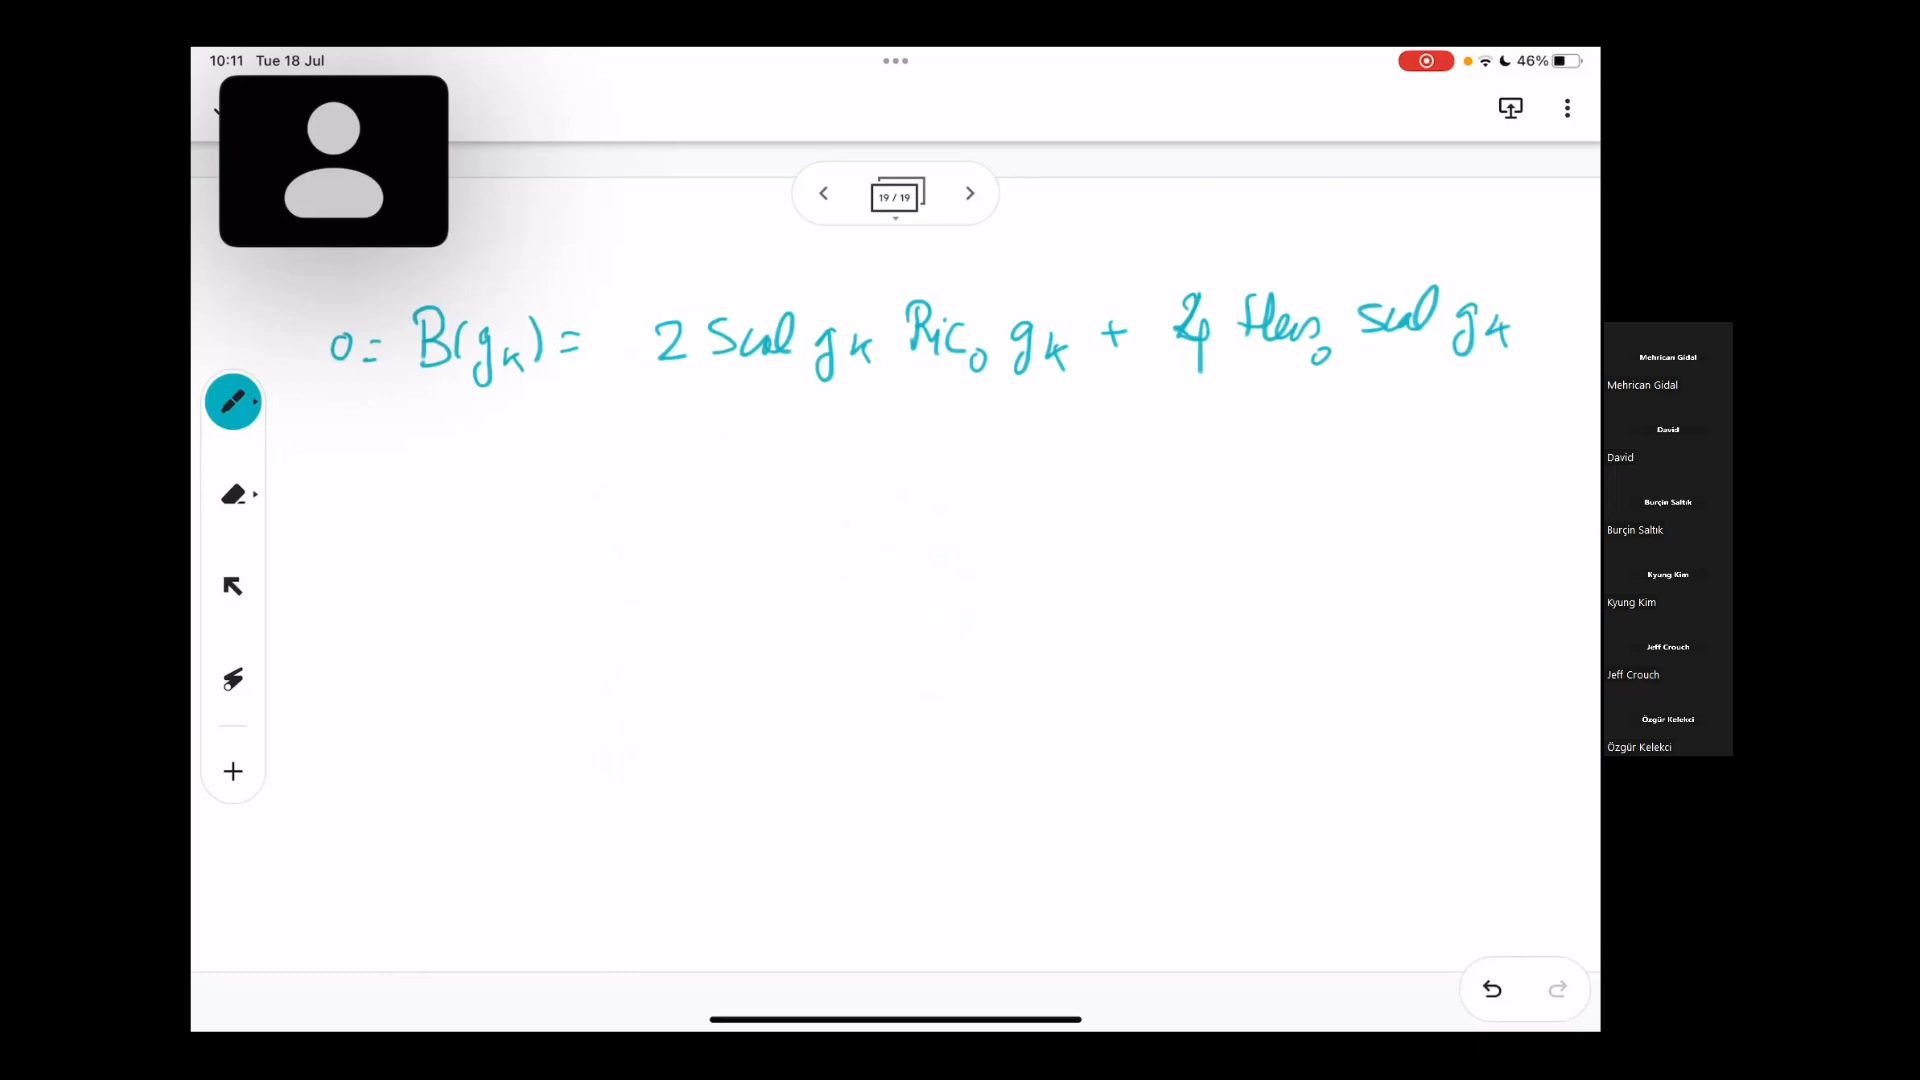 10:11 Tue 18 Jul
46%
19 / 19
0 = B(g_K) = 2 Scal g_K Ric_0 g_K + 4 Hess_0 scal g_K
Mehrican Gidal
Mehrican Gidal
David
David
Burçin Saltık
Burçin Saltık
Kyung Kim
Kyung Kim
Jeff Crouch
Jeff Crouch
Özgür Kelekci
Özgür Kelekci